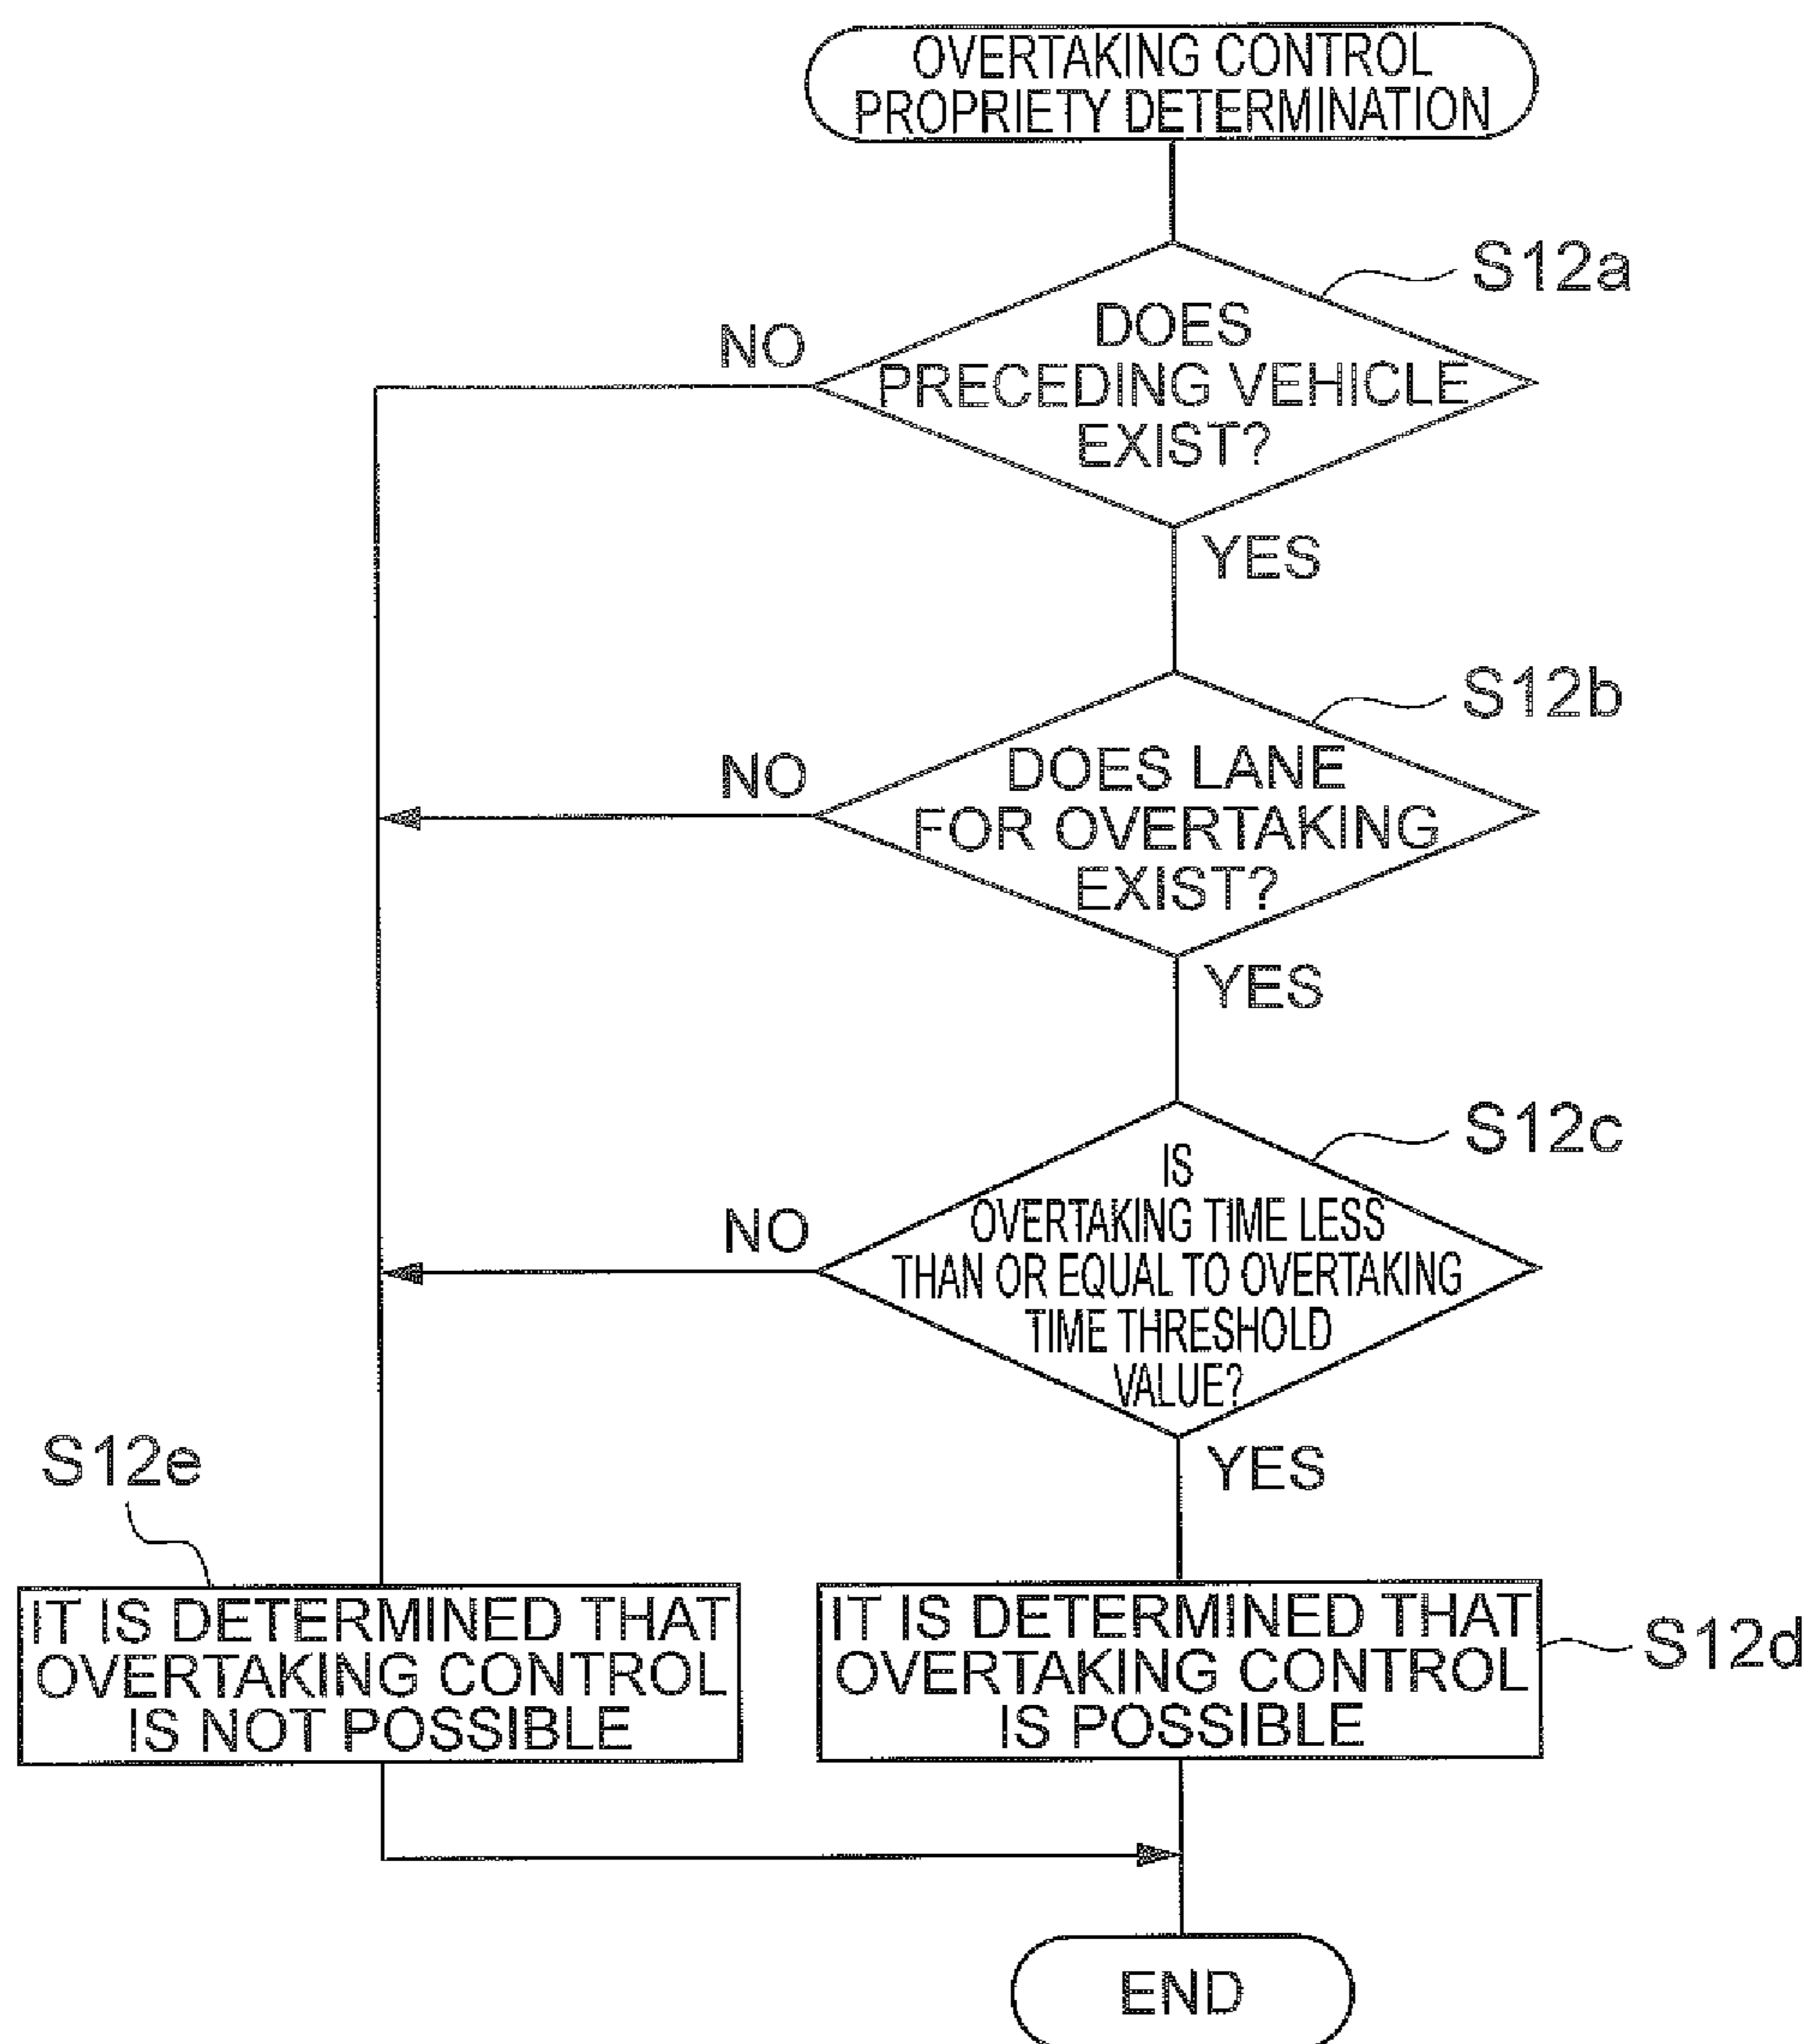 OVERTAKING CONTROL
PROPRIETY DETERMINATION
S12a
DOES
PRECEDING VEHICLE
EXIST?
NO
YES
S12b
DOES LANE
FOR OVERTAKING
EXIST?
NO
YES
S12c
IS
OVERTAKING TIME LESS
THAN OR EQUAL TO OVERTAKING
TIME THRESHOLD
VALUE?
NO
YES
S12e
IT IS DETERMINED THAT
OVERTAKING CONTROL
IS NOT POSSIBLE
IT IS DETERMINED THAT
OVERTAKING CONTROL
IS POSSIBLE
S12d
END